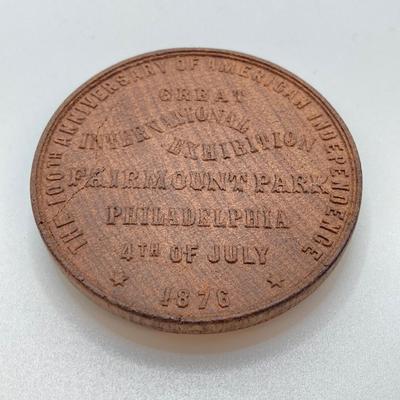 THE 100TH ANNIVERSARY OF AMERICAN INDEPENDENCE
GREAT
INTERNATIONAL
EXHIBITION
FAIRMOUNT PARK
PHILADELPHIA
4TH OF JULY
1876